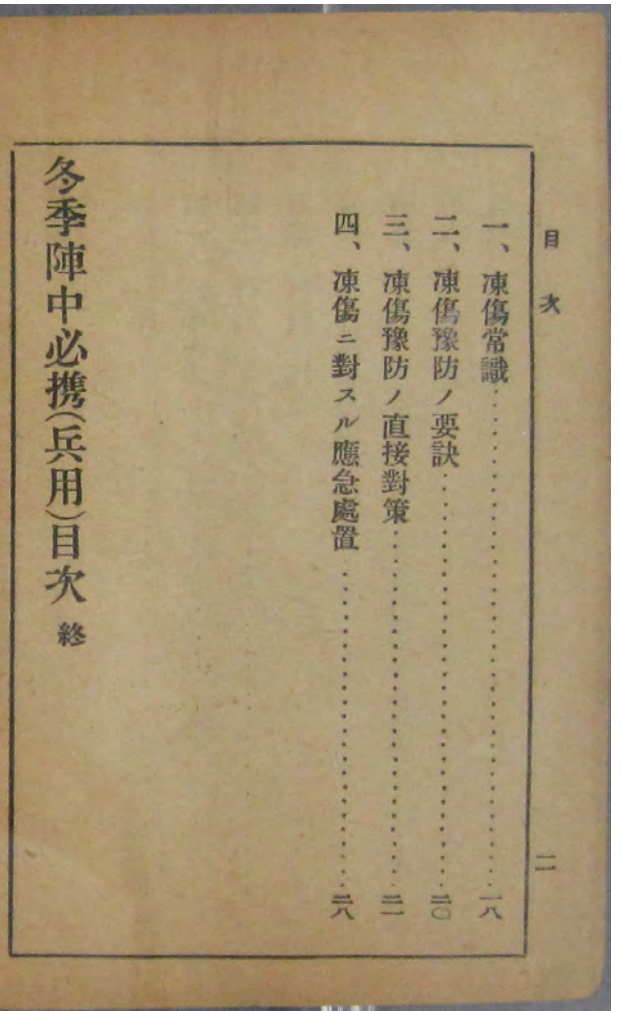 目次
二
一、凍傷常識……………………一八
二、凍傷豫防ノ要訣……………………二〇
三、凍傷豫防ノ直接對策……………………二一
四、凍傷ニ對スル應急處置……………………二八
冬季陣中必携（兵用）目次 終